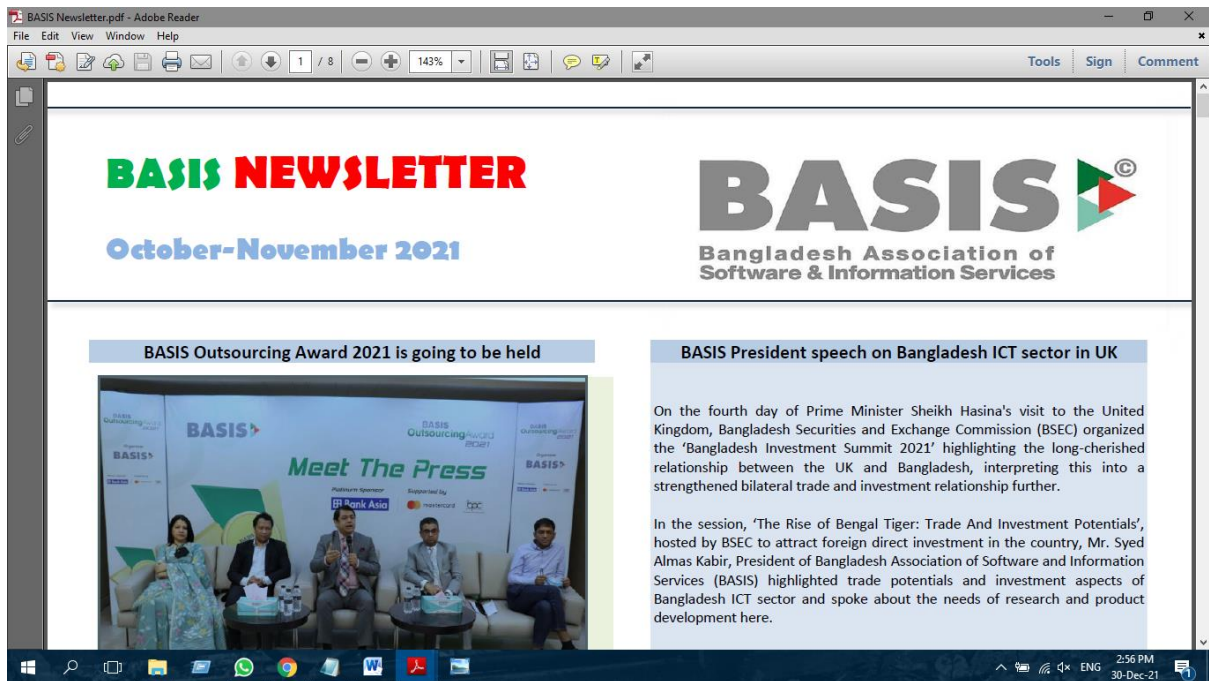 BASIS Newsletter.pdf - Adobe Reader
File Edit View Window Help
1 / 8 143%
Tools Sign Comment
BASIS NEWSLETTER
October-November 2021
BASIS ©
Bangladesh Association of
Software & Information Services
BASIS Outsourcing Award 2021 is going to be held
BASIS
Outsourcing Award
2021
BASIS
BASIS
BASIS
Outsourcing Award
2021
BASIS
Meet The Press
Platinum Sponsor
Supported by
Bank Asia
mastercard
bpc
BASIS President speech on Bangladesh ICT sector in UK
On the fourth day of Prime Minister Sheikh Hasina's visit to the United
Kingdom, Bangladesh Securities and Exchange Commission (BSEC) organized
the ‘Bangladesh Investment Summit 2021’ highlighting the long-cherished
relationship between the UK and Bangladesh, interpreting this into a
strengthened bilateral trade and investment relationship further.
In the session, ‘The Rise of Bengal Tiger: Trade And Investment Potentials’,
hosted by BSEC to attract foreign direct investment in the country, Mr. Syed
Almas Kabir, President of Bangladesh Association of Software and Information
Services (BASIS) highlighted trade potentials and investment aspects of
Bangladesh ICT sector and spoke about the needs of research and product
development here.
ENG
2:56 PM
30-Dec-21
1